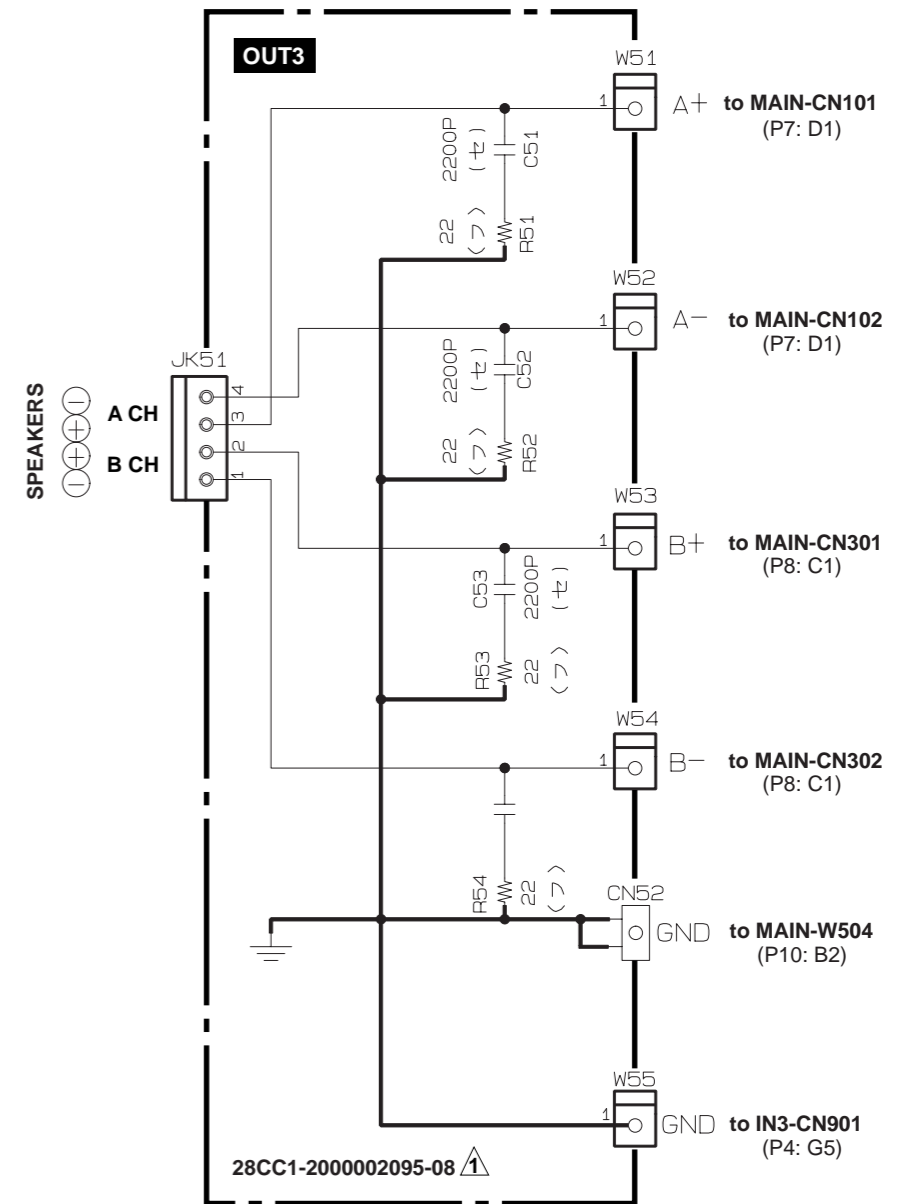 OUT3
W51
1
A+
to MAIN-CN101
(P7: D1)
2200P
(セ)
C51
22
(フ)
R51
W52
1
A−
to MAIN-CN102
(P7: D1)
2200P
(セ)
C52
22
(フ)
R52
JK51
SPEAKERS
A CH
B CH
4
3
2
1
W53
1
B+
to MAIN-CN301
(P8: C1)
C53
2200P
(セ)
R53
22
(フ)
W54
1
B−
to MAIN-CN302
(P8: C1)
R54
22
(フ)
CN52
GND
to MAIN-W504
(P10: B2)
W55
1
GND
to IN3-CN901
(P4: G5)
28CC1-2000002095-08 1